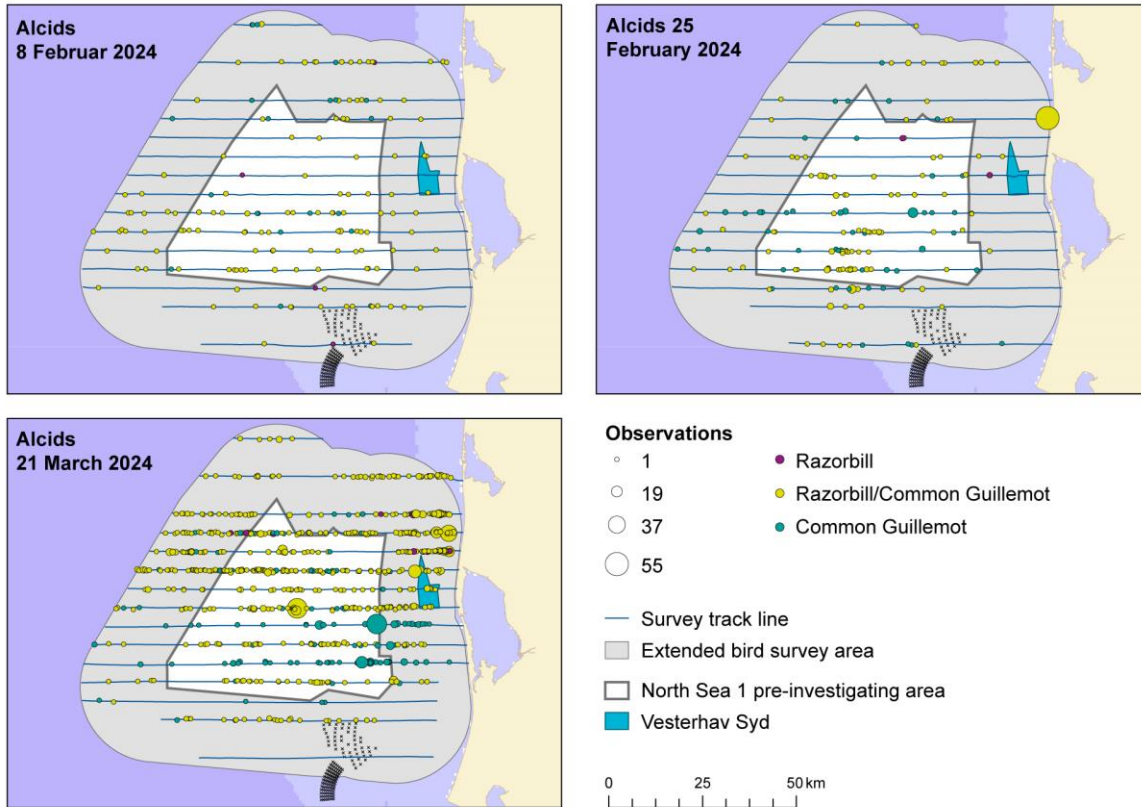 Alcids
8 Februar 2024
Alcids 25
February 2024
Alcids
21 March 2024
Observations
1
19
37
55
Razorbill
Razorbill/Common Guillemot
Common Guillemot
Survey track line
Extended bird survey area
North Sea 1 pre-investigating area
Vesterhav Syd
0 25 50 km